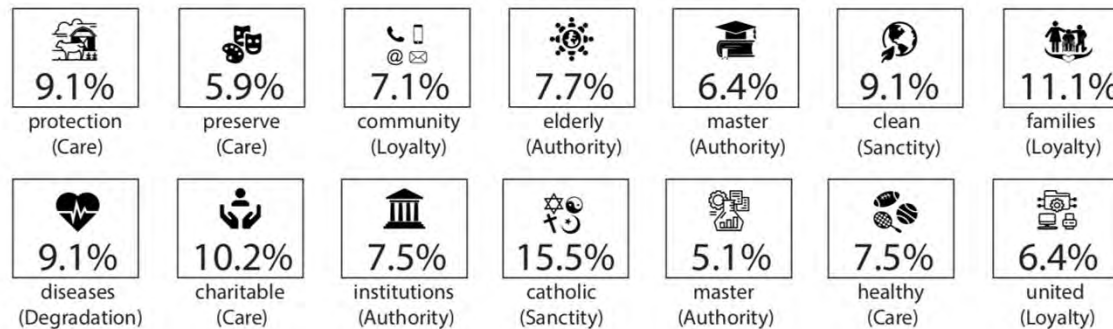 @
9.1% 5.9% 7.1% 7.7% 6.4% 9.1% 11.1%
protection preserve community elderly master clean families
(Care) (Care) (Loyalty) (Authority) (Authority) (Sanctity) (Loyalty)
9.1% 10.2% 7.5% 15.5% 5.1% 7.5% 6.4%
diseases charitable institutions catholic master healthy united
(Degradation) (Care) (Authority) (Sanctity) (Authority) (Care) (Loyalty)